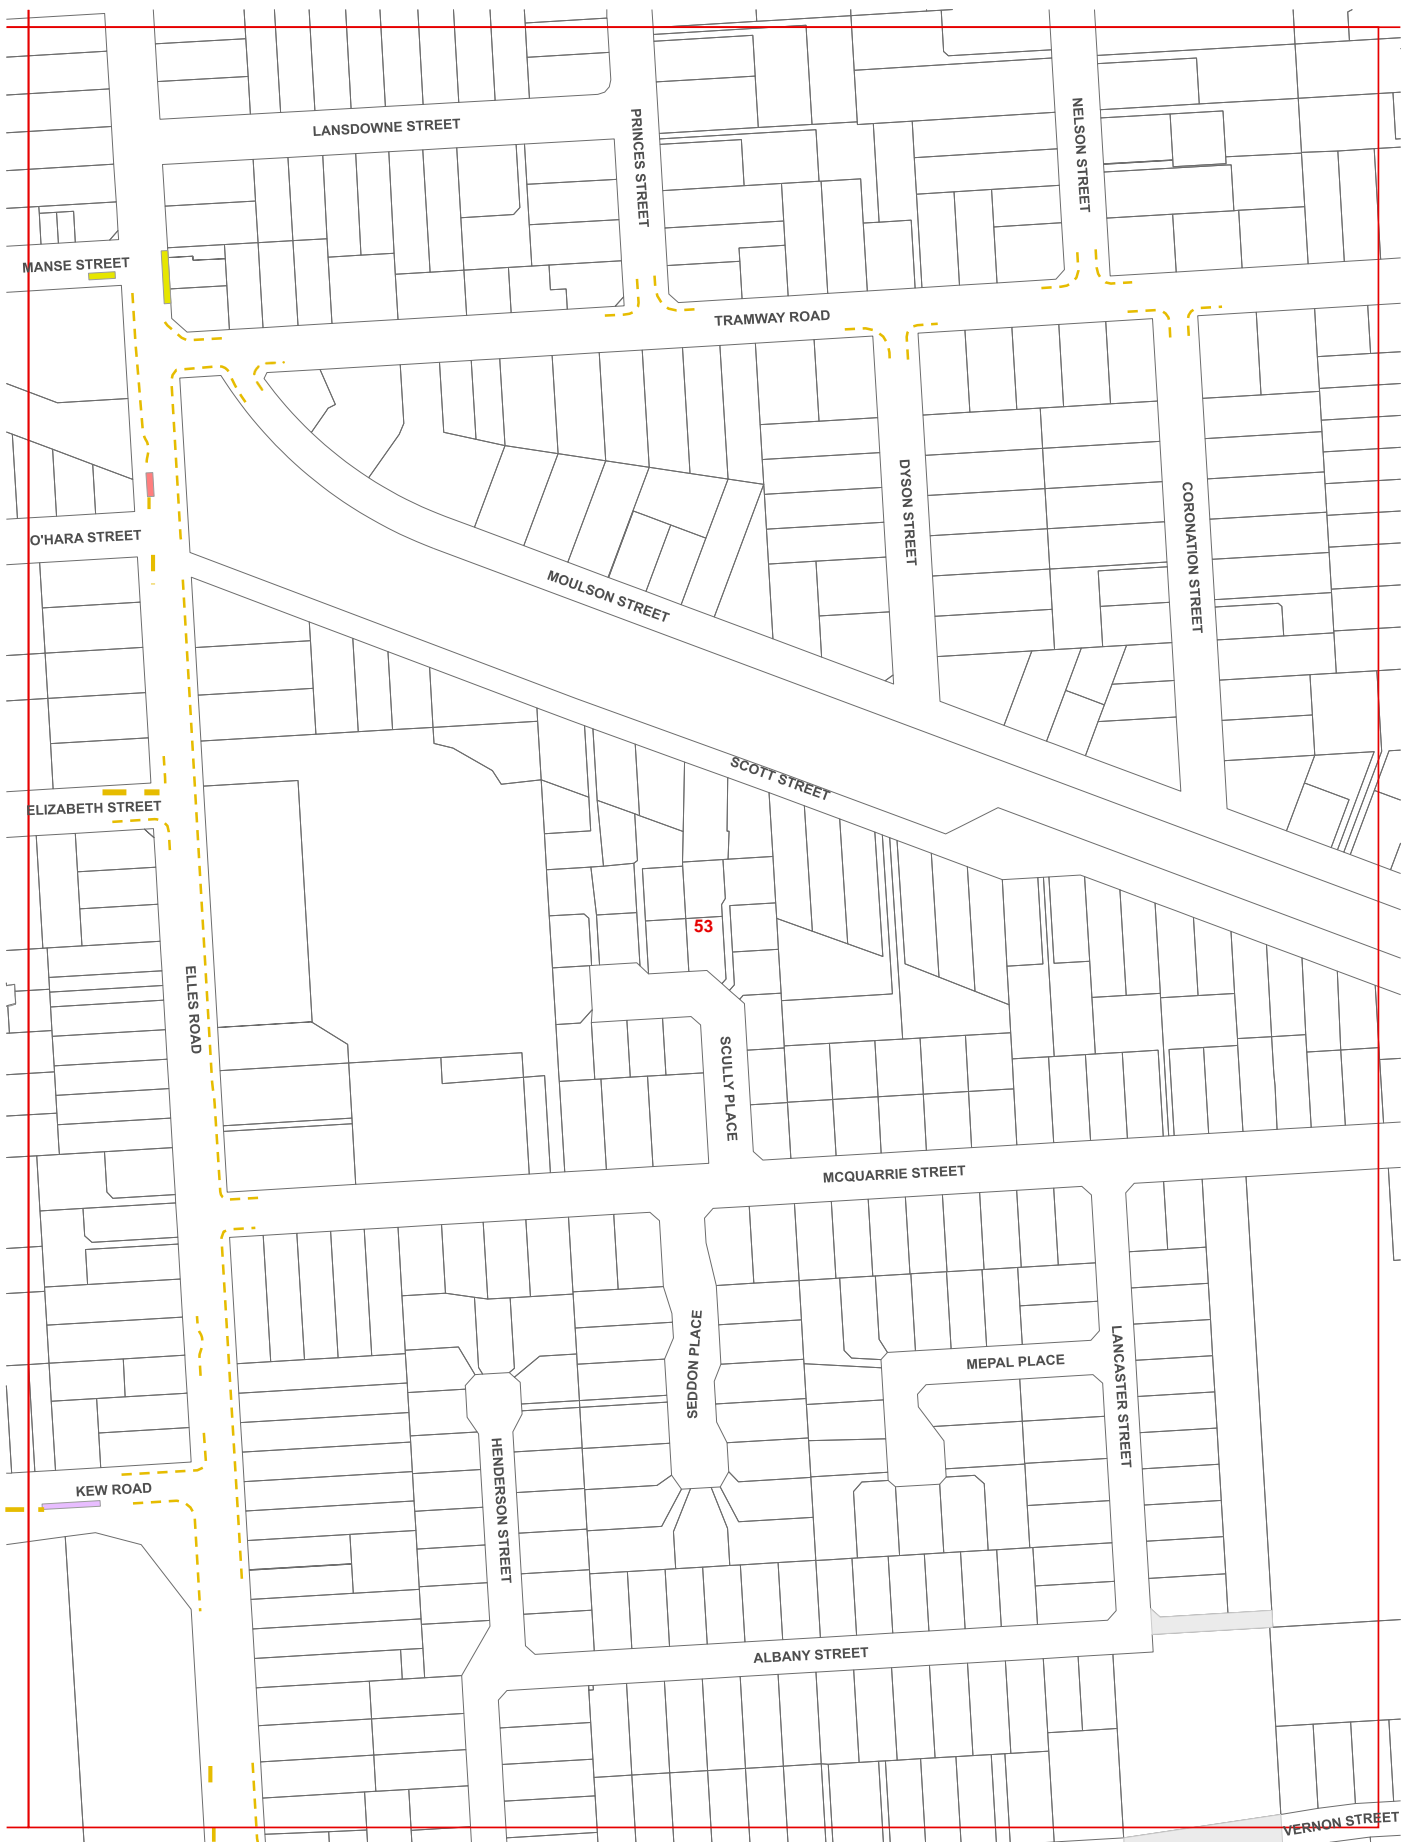 LANSDOWNE STREET
PRINCES STREET
NELSON STREET
MANSE STREET
TRAMWAY ROAD
O'HARA STREET
DYSON STREET
CORONATION STREET
MOULSON STREET
SCOTT STREET
ELIZABETH STREET
53
ELLES ROAD
SCULLY PLACE
MCQUARRIE STREET
SEDDON PLACE
MEPAL PLACE
LANCASTER STREET
HENDERSON STREET
KEW ROAD
ALBANY STREET
VERNON STREET